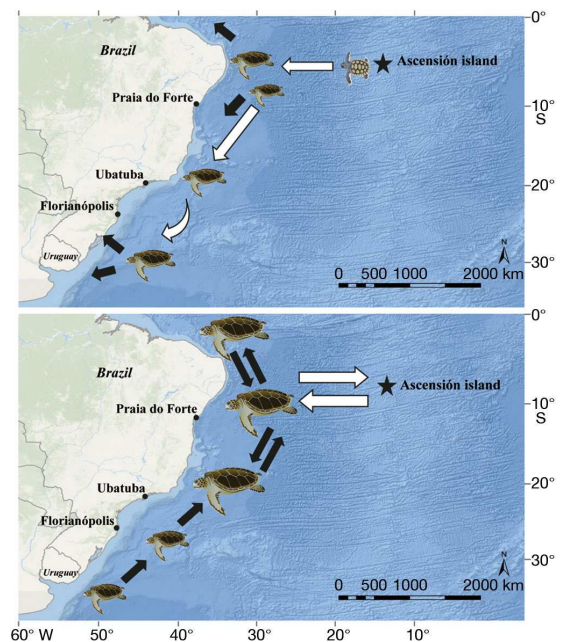 0°
Brazil
Ascensión island
Praia do Forte
10°
S
Ubatuba
20°
Florianópolis
Uruguay
N
0 500 1000 2000 km
30°
0°
Brazil
Ascensión island
Praia do Forte
10°
S
Ubatuba
20°
Florianópolis
N
30°
Uruguay
0 500 1000 2000 km
60° W 50° 40° 30° 20° 10°